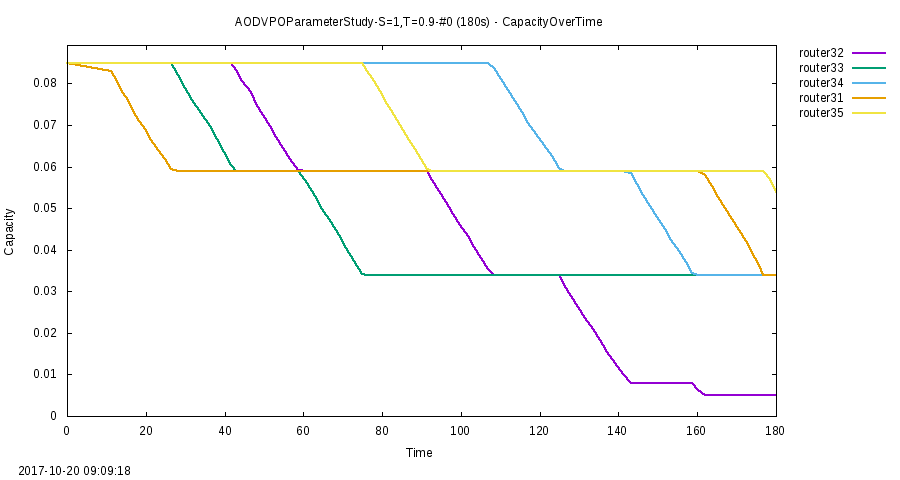 AODVPOParameterStudy-S=1,T=0.9-#0 (180s) - CapacityOverTime
router32
router33
router34
router31
router35
0.08
0.07
0.06
0.05
0.04
0.03
0.02
0.01
0
Capacity
0 20 40 60 80 100 120 140 160 180
Time
2017-10-20 09:09:18